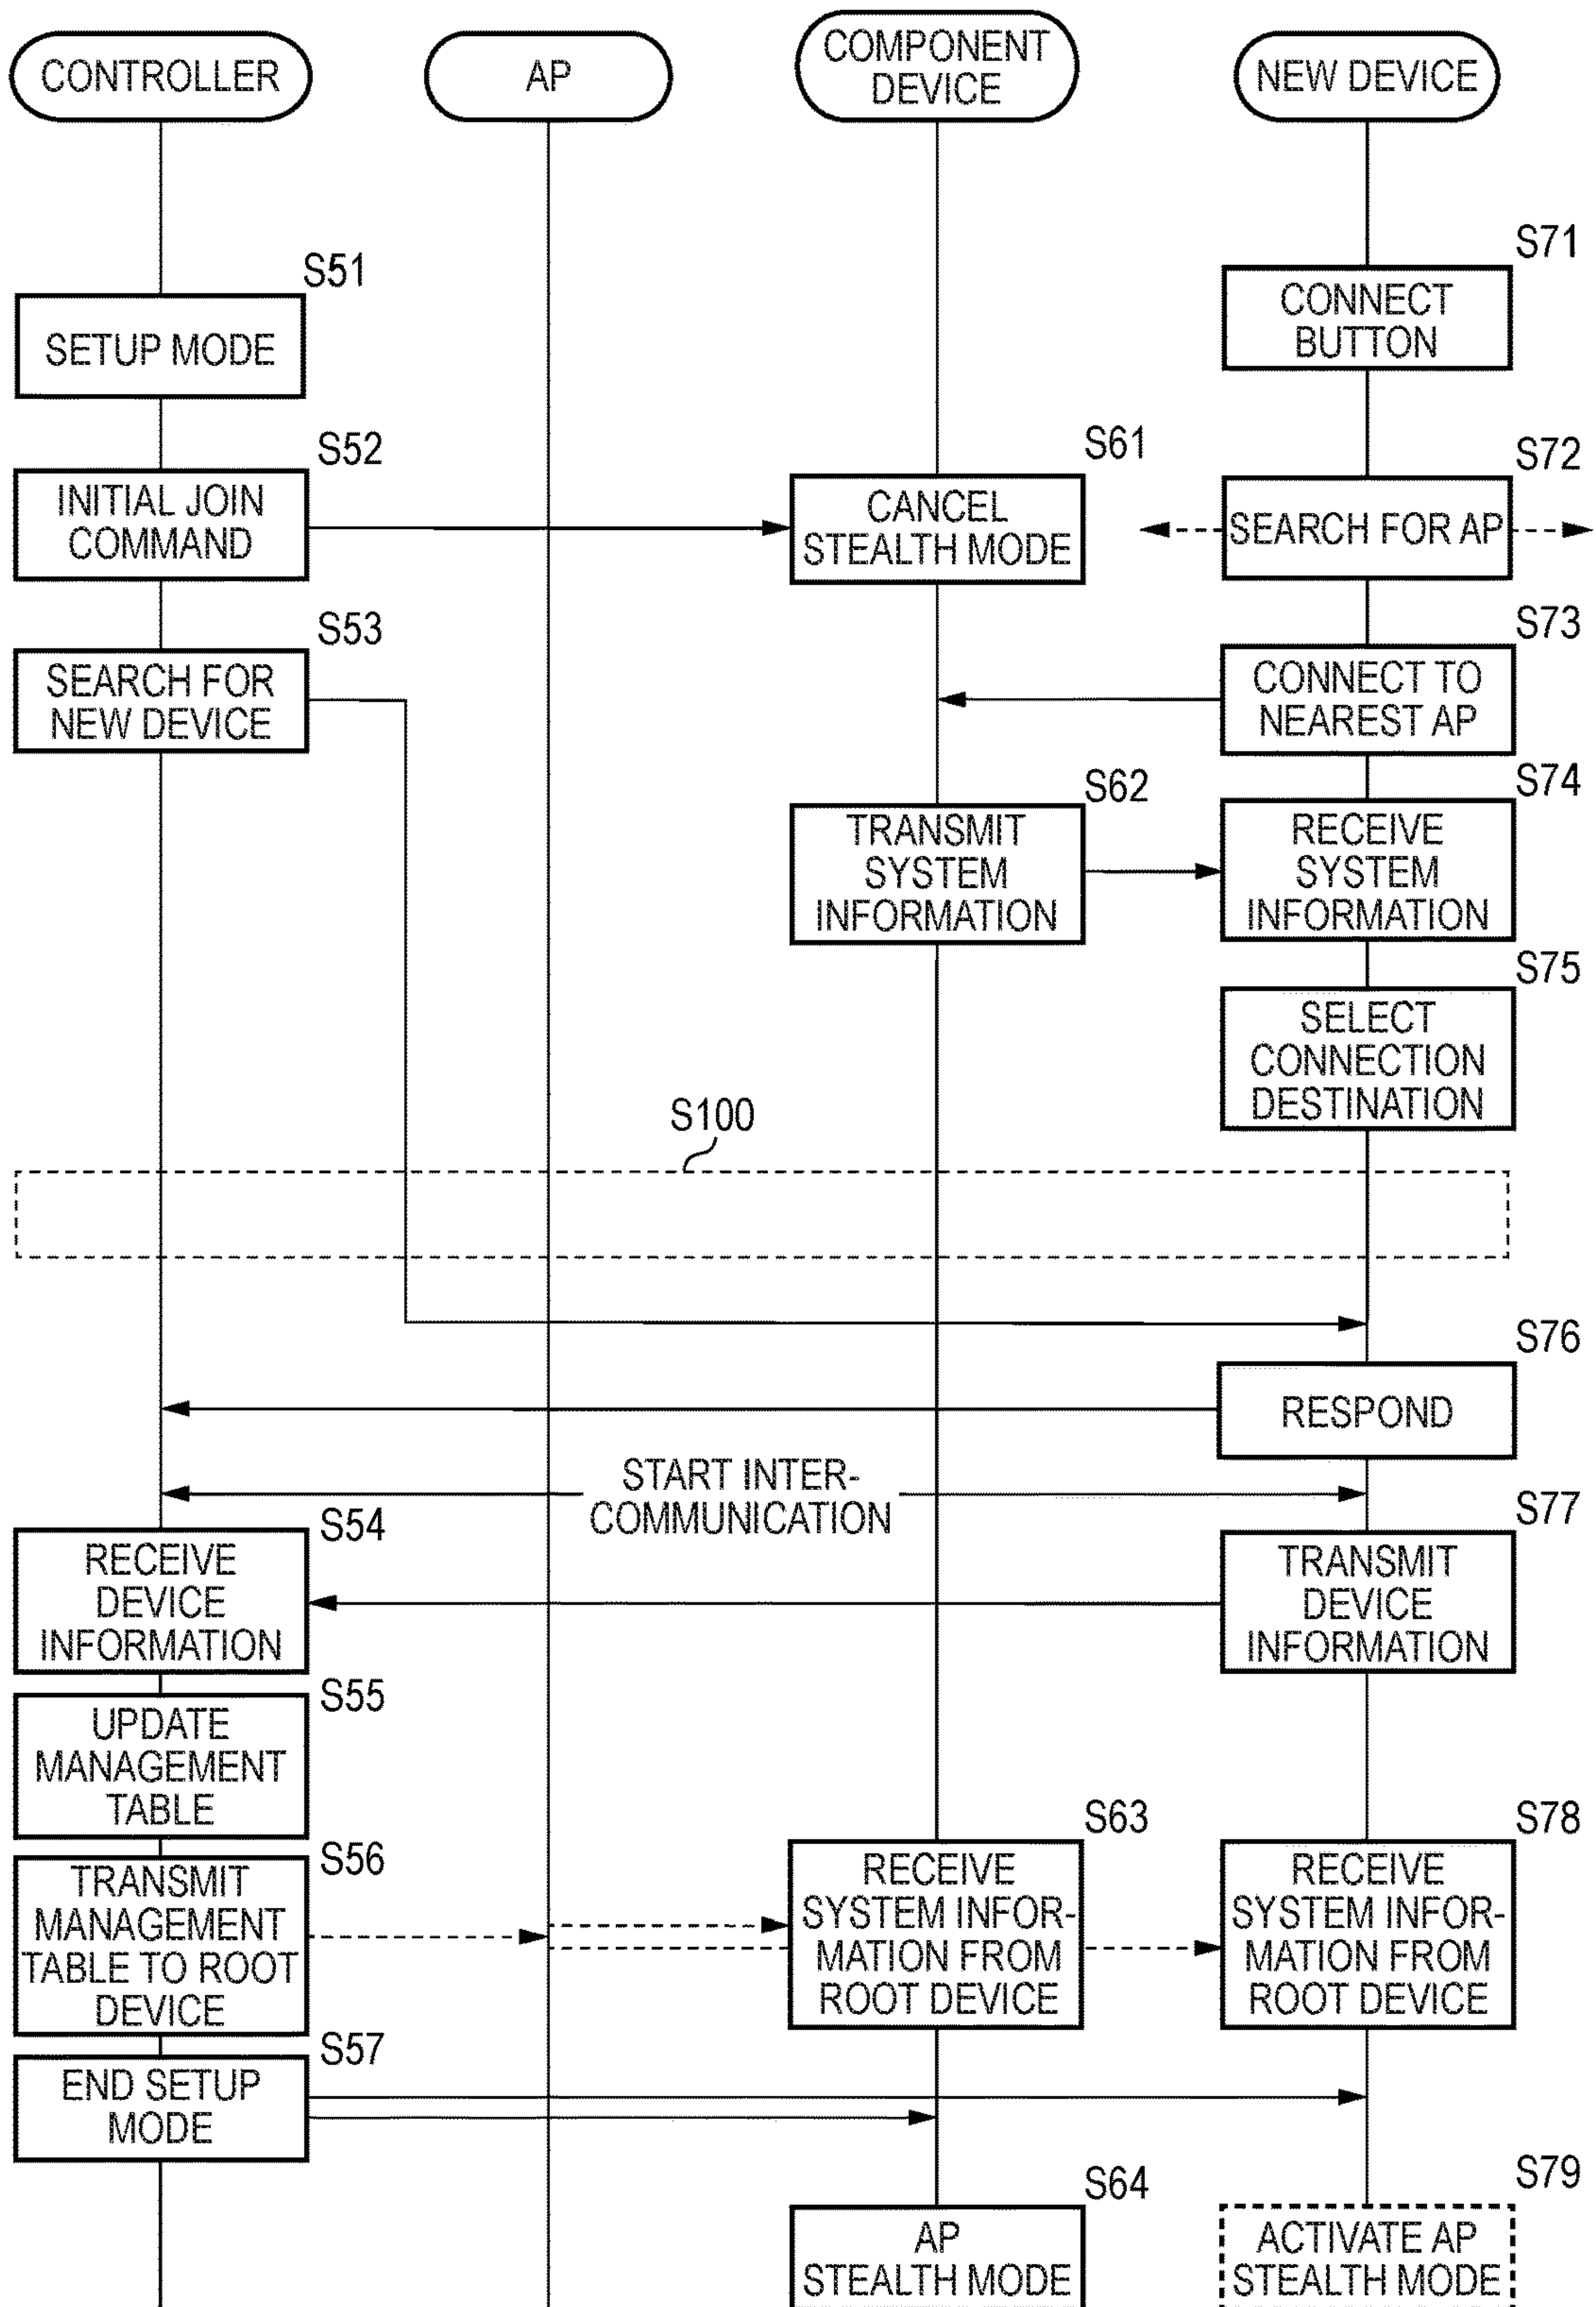 CONTROLLER
AP
COMPONENT
DEVICE
NEW DEVICE
S71
CONNECT
BUTTON
S51
SETUP MODE
S52
INITIAL JOIN
COMMAND
S61
CANCEL
STEALTH MODE
S72
SEARCH FOR AP
S53
SEARCH FOR
NEW DEVICE
S73
CONNECT TO
NEAREST AP
S62
TRANSMIT
SYSTEM
INFORMATION
S74
RECEIVE
SYSTEM
INFORMATION
S75
SELECT
CONNECTION
DESTINATION
S100
S76
RESPOND
START INTER-
COMMUNICATION
S54
RECEIVE
DEVICE
INFORMATION
S77
TRANSMIT
DEVICE
INFORMATION
S55
UPDATE
MANAGEMENT
TABLE
S56
TRANSMIT
MANAGEMENT
TABLE TO ROOT
DEVICE
S63
RECEIVE
SYSTEM INFOR-
MATION FROM
ROOT DEVICE
S78
RECEIVE
SYSTEM INFOR-
MATION FROM
ROOT DEVICE
S57
END SETUP
MODE
S64
AP
STEALTH MODE
S79
ACTIVATE AP
STEALTH MODE